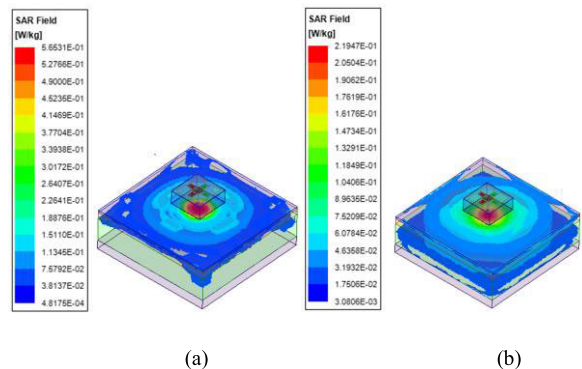 SAR Field
[W/kg]
5.6531E-01
5.2766E-01
4.9000E-01
4.5235E-01
4.1469E-01
3.7704E-01
3.3938E-01
3.0172E-01
2.6407E-01
2.2641E-01
1.8876E-01
1.5110E-01
1.1345E-01
7.5792E-02
3.8137E-02
4.8175E-04
(a)
SAR Field
[W/kg]
2.1947E-01
2.0504E-01
1.9062E-01
1.7619E-01
1.6176E-01
1.4734E-01
1.3291E-01
1.1849E-01
1.0406E-01
8.9635E-02
7.5209E-02
6.0784E-02
4.6358E-02
3.1932E-02
1.7506E-02
3.0806E-03
(b)